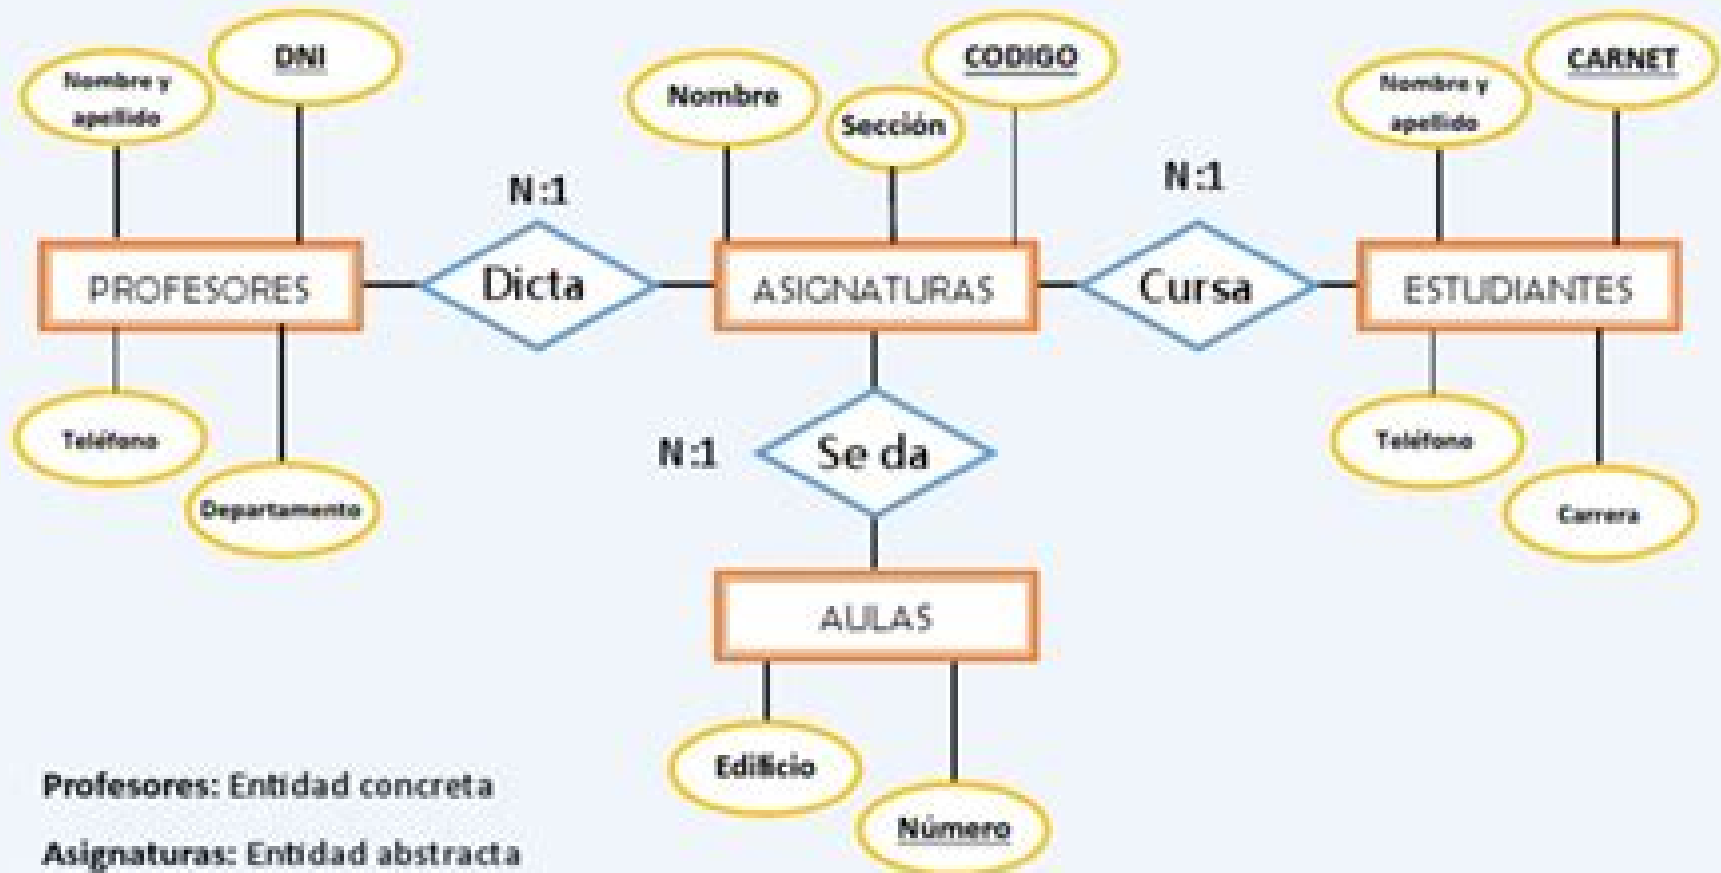 Nombre y
apellido
DNI
Nombre
Sección
CODIGO
Nombre y
apellido
CARNET
N:1
N:1
PROFESORES
Dicta
ASIGNATURAS
Cursa
ESTUDIANTES
Teléfono
Departamento
N:1
Se da
Teléfono
Carrera
AULAS
Edificio
Número
Profesores: Entidad concreta
Asignaturas: Entidad abstracta